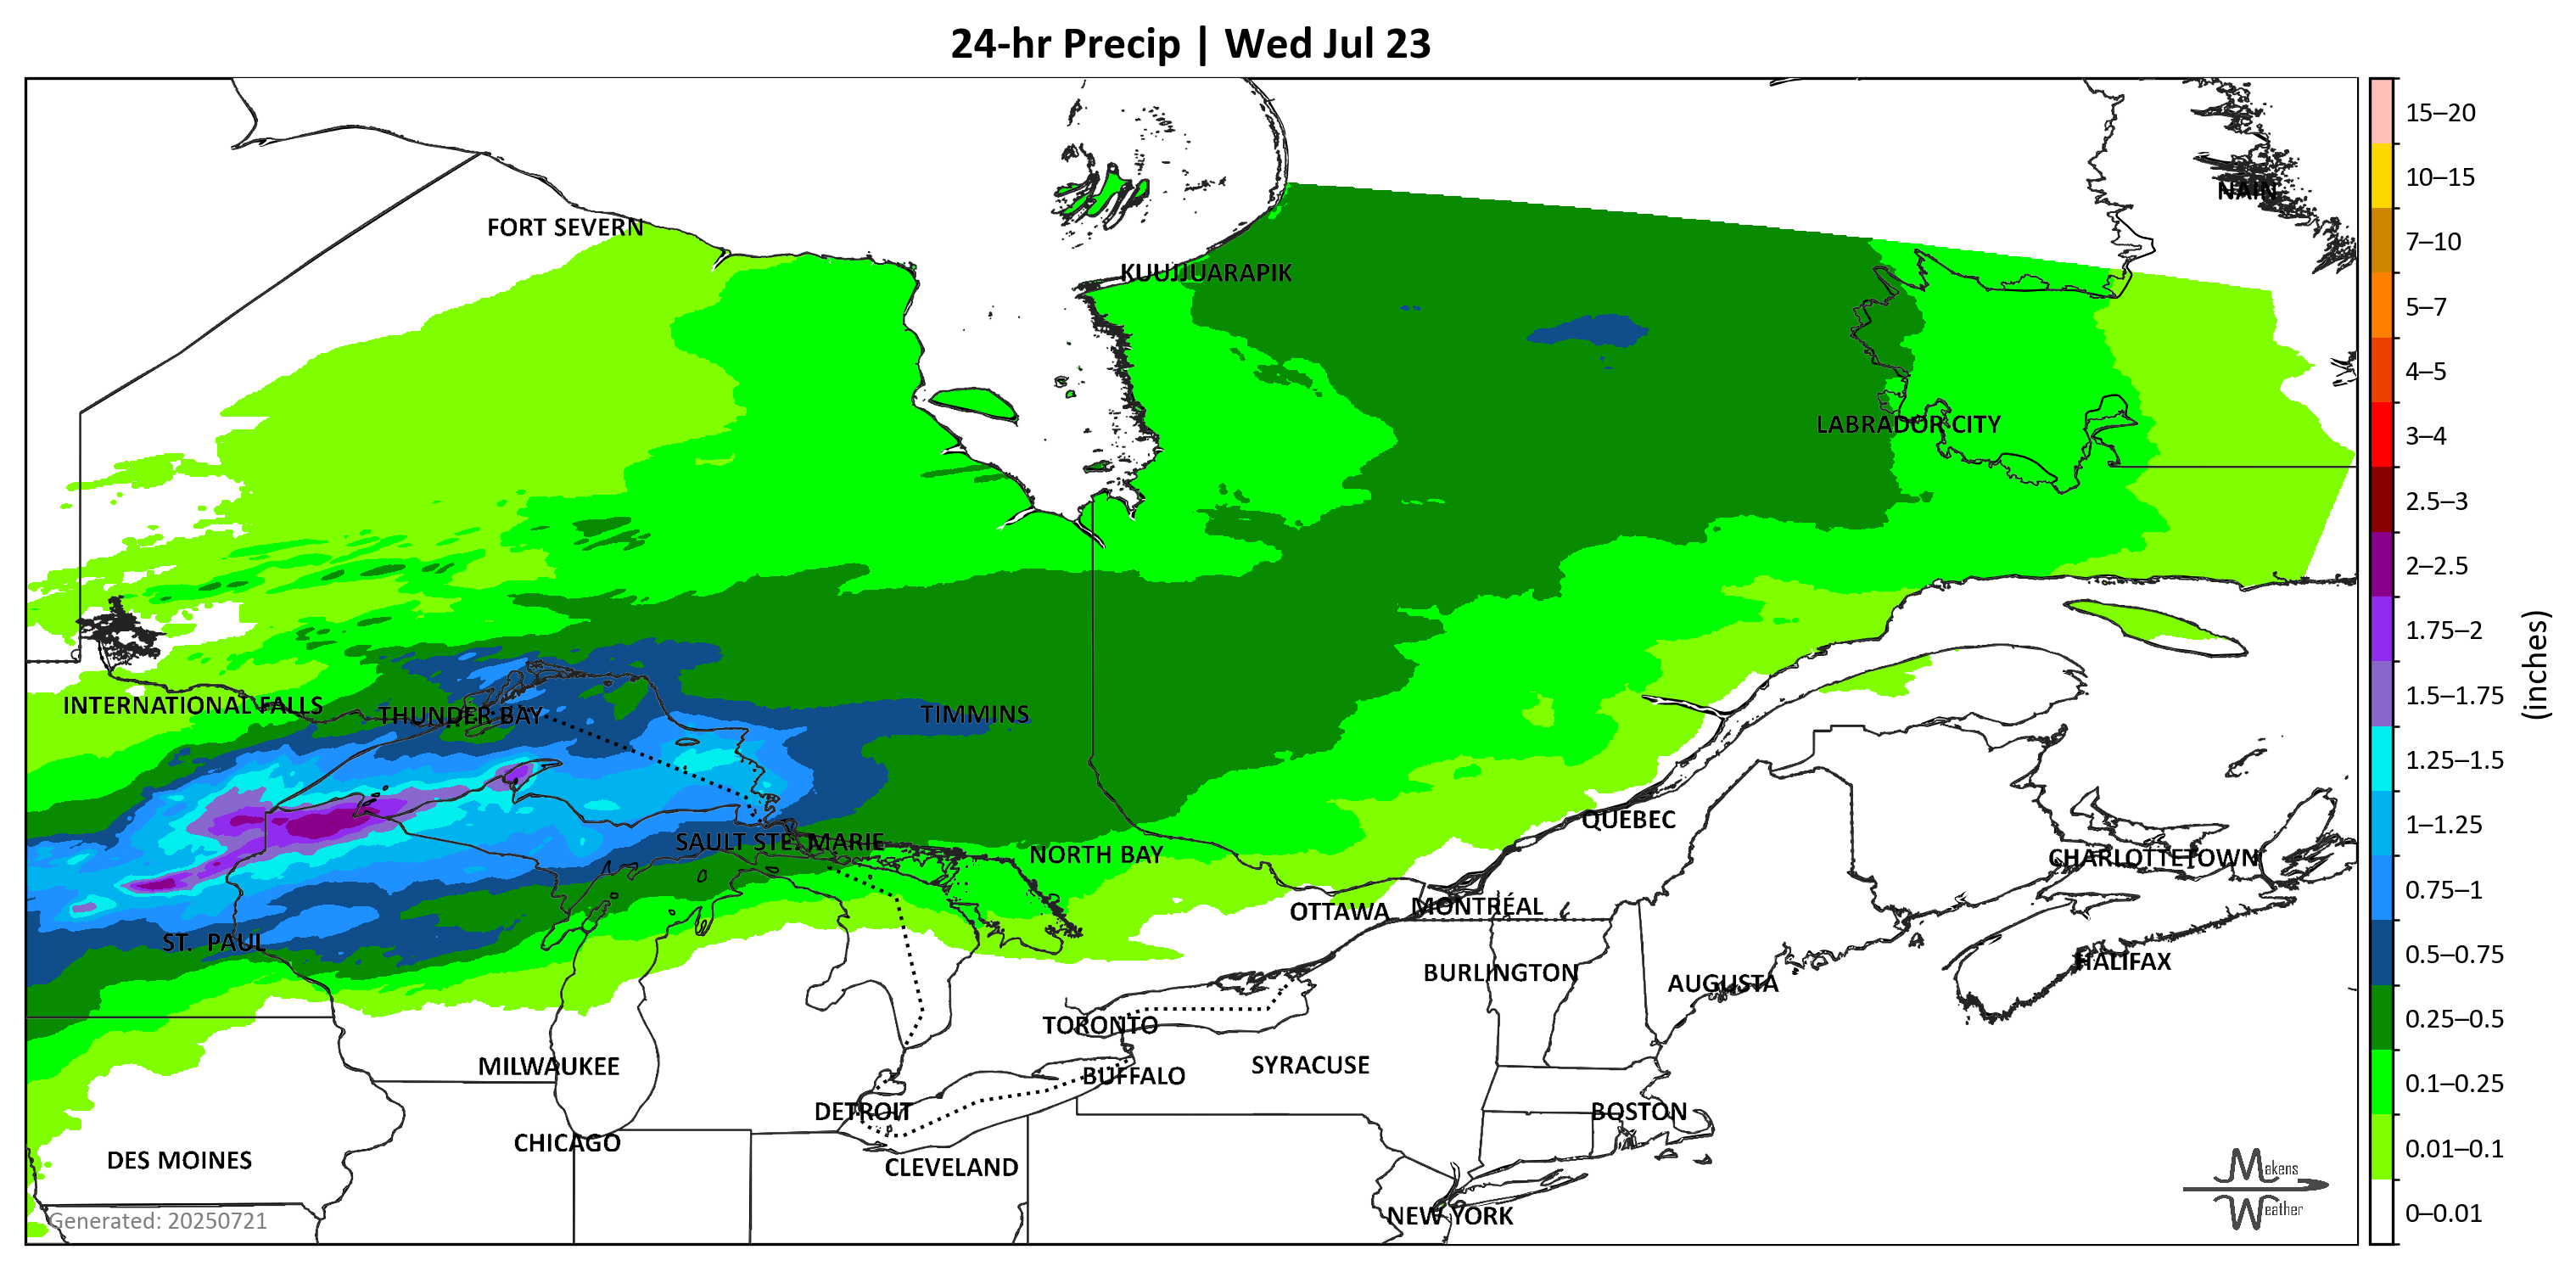 24-hr Precip | Wed Jul 23
NAIN
FORT SEVERN
KUUJJUARAPIK
LABRADOR CITY
INTERNATIONAL FALLS
THUNDER BAY
TIMMINS
QUÉBEC
SAULT STE. MARIE
NORTH BAY
CHARLOTTETOWN
OTTAWA
MONTRÉAL
ST. PAUL
HALIFAX
BURLINGTON
AUGUSTA
TORONTO
MILWAUKEE
SYRACUSE
BUFFALO
DETROIT
BOSTON
CHICAGO
DES MOINES
CLEVELAND
NEW YORK
Generated: 20250721
Makens
Weather
15–20
10–15
7–10
5–7
4–5
3–4
2.5–3
2–2.5
1.75–2
1.5–1.75
1.25–1.5
1–1.25
0.75–1
0.5–0.75
0.25–0.5
0.1–0.25
0.01–0.1
0–0.01
(inches)